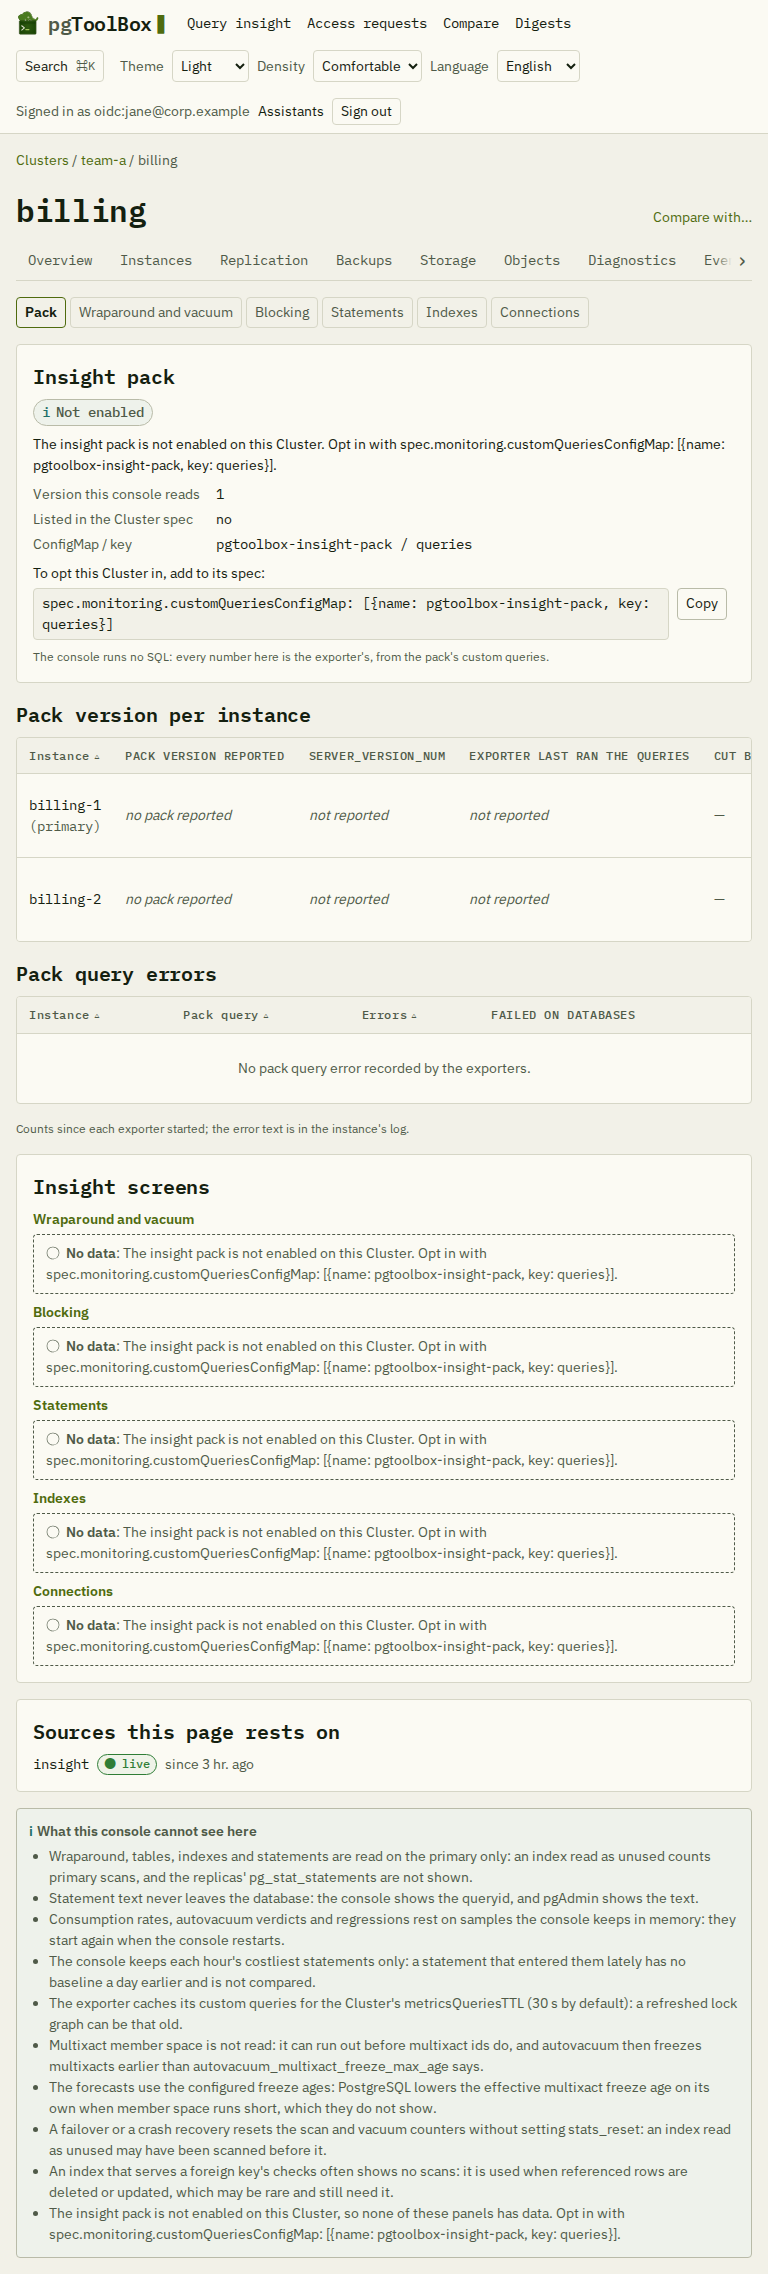 pgToolBox
Query insight Access requests Compare Digests
Search ⌘K Theme Light Density Comfortable Language English
Signed in as oidc:jane@corp.example Assistants Sign out
Clusters / team-a / billing
billing
Compare with...
Overview Instances Replication Backups Storage Objects Diagnostics
Pack Wraparound and vacuum Blocking Statements Indexes Connections
Insight pack
i Not enabled
The insight pack is not enabled on this Cluster. Opt in with spec.monitoring.customQueriesConfigMap: [{name:
pgtoolbox-insight-pack, key: queries}].
Version this console reads 1
Listed in the Cluster spec no
ConfigMap / key pgtoolbox-insight-pack / queries
To opt this Cluster in, add to its spec:
spec.monitoring.customQueriesConfigMap: [{name: pgtoolbox-insight-pack, key:
queries}]
Copy
The console runs no SQL: every number here is the exporter's, from the pack's custom queries.
Pack version per instance
Instance PACK VERSION REPORTED SERVER_VERSION_NUM EXPORTER LAST RAN THE QUERIES CUT B
billing-1
(primary) no pack reported not reported not reported —
billing-2 no pack reported not reported not reported —
Pack query errors
Instance Pack query Errors FAILED ON DATABASES
No pack query error recorded by the exporters.
Counts since each exporter started; the error text is in the instance's log.
Insight screens
Wraparound and vacuum
No data: The insight pack is not enabled on this Cluster. Opt in with
spec.monitoring.customQueriesConfigMap: [{name: pgtoolbox-insight-pack, key: queries}].
Blocking
No data: The insight pack is not enabled on this Cluster. Opt in with
spec.monitoring.customQueriesConfigMap: [{name: pgtoolbox-insight-pack, key: queries}].
Statements
No data: The insight pack is not enabled on this Cluster. Opt in with
spec.monitoring.customQueriesConfigMap: [{name: pgtoolbox-insight-pack, key: queries}].
Indexes
No data: The insight pack is not enabled on this Cluster. Opt in with
spec.monitoring.customQueriesConfigMap: [{name: pgtoolbox-insight-pack, key: queries}].
Connections
No data: The insight pack is not enabled on this Cluster. Opt in with
spec.monitoring.customQueriesConfigMap: [{name: pgtoolbox-insight-pack, key: queries}].
Sources this page rests on
insight live since 3 hr. ago
i What this console cannot see here
• Wraparound, tables, indexes and statements are read on the primary only: an index read as unused counts
primary scans, and the replicas' pg_stat_statements are not shown.
• Statement text never leaves the database: the console shows the queryid, and pgAdmin shows the text.
• Consumption rates, autovacuum verdicts and regressions rest on samples the console keeps in memory: they
start again when the console restarts.
• The console keeps each hour's costliest statements only: a statement that entered them lately has no
baseline a day earlier and is not compared.
• The exporter caches its custom queries for the Cluster's metricsQueriesTTL (30 s by default): a refreshed lock
graph can be that old.
• Multixact member space is not read: it can run out before multixact ids do, and autovacuum then freezes
multixacts earlier than autovacuum_multixact_freeze_max_age says.
• The forecasts use the configured freeze ages: PostgreSQL lowers the effective multixact freeze age on its
own when member space runs short, which they do not show.
• A failover or a crash recovery resets the scan and vacuum counters without setting stats_reset: an index read
as unused may have been scanned before it.
• An index that serves a foreign key's checks often shows no scans: it is used when referenced rows are
deleted or updated, which may be rare and still need it.
• The insight pack is not enabled on this Cluster, so none of these panels has data. Opt in with
spec.monitoring.customQueriesConfigMap: [{name: pgtoolbox-insight-pack, key: queries}].